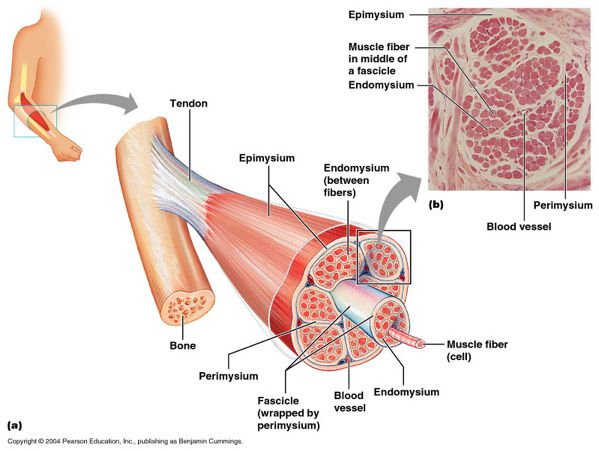 Epimysium
Muscle fiber
in middle of
a fascicle
Endomysium
Tendon
Epimysium
Endomysium
(between
fibers)
(b)
Perimysium
Blood vessel
Bone
Muscle fiber
(cell)
Perimysium
Fascicle
(wrapped by
perimysium)
Blood
vessel
Endomysium
(a)
Copyright © 2004 Pearson Education, Inc., publishing as Benjamin Cummings.